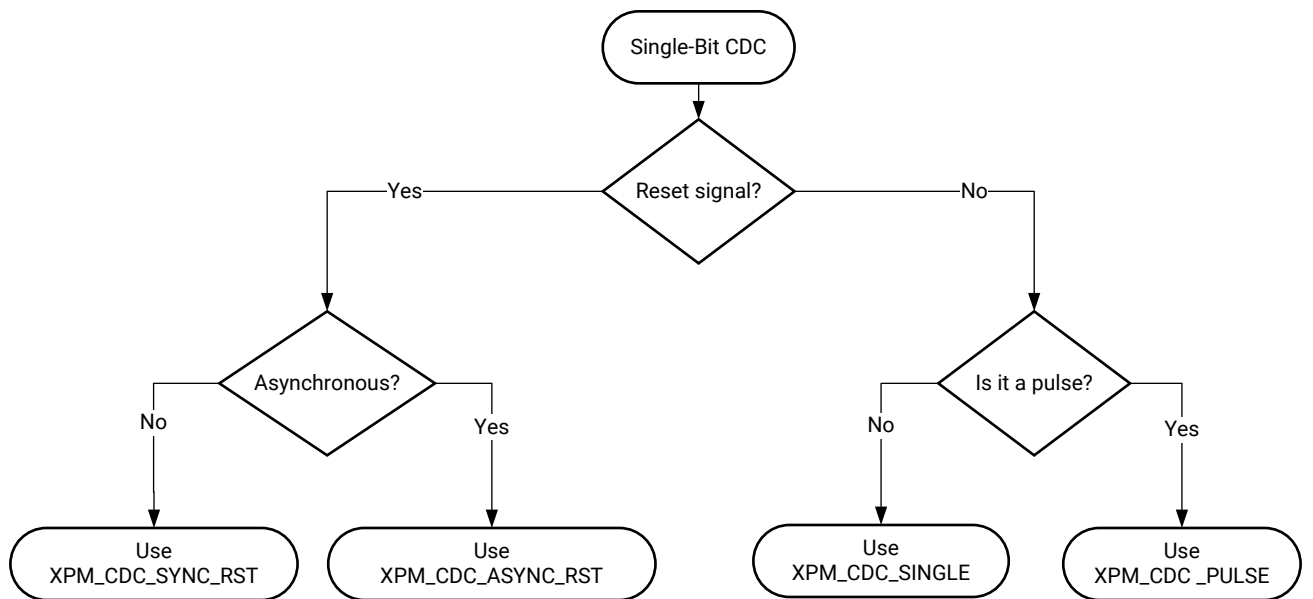 Single-Bit CDC
Reset signal?
Yes
No
Asynchronous?
Is it a pulse?
No
Yes
No
Yes
Use
XPM_CDC_SYNC_RST
Use
XPM_CDC_ASYNC_RST
Use
XPM_CDC_SINGLE
Use
XPM_CDC _PULSE